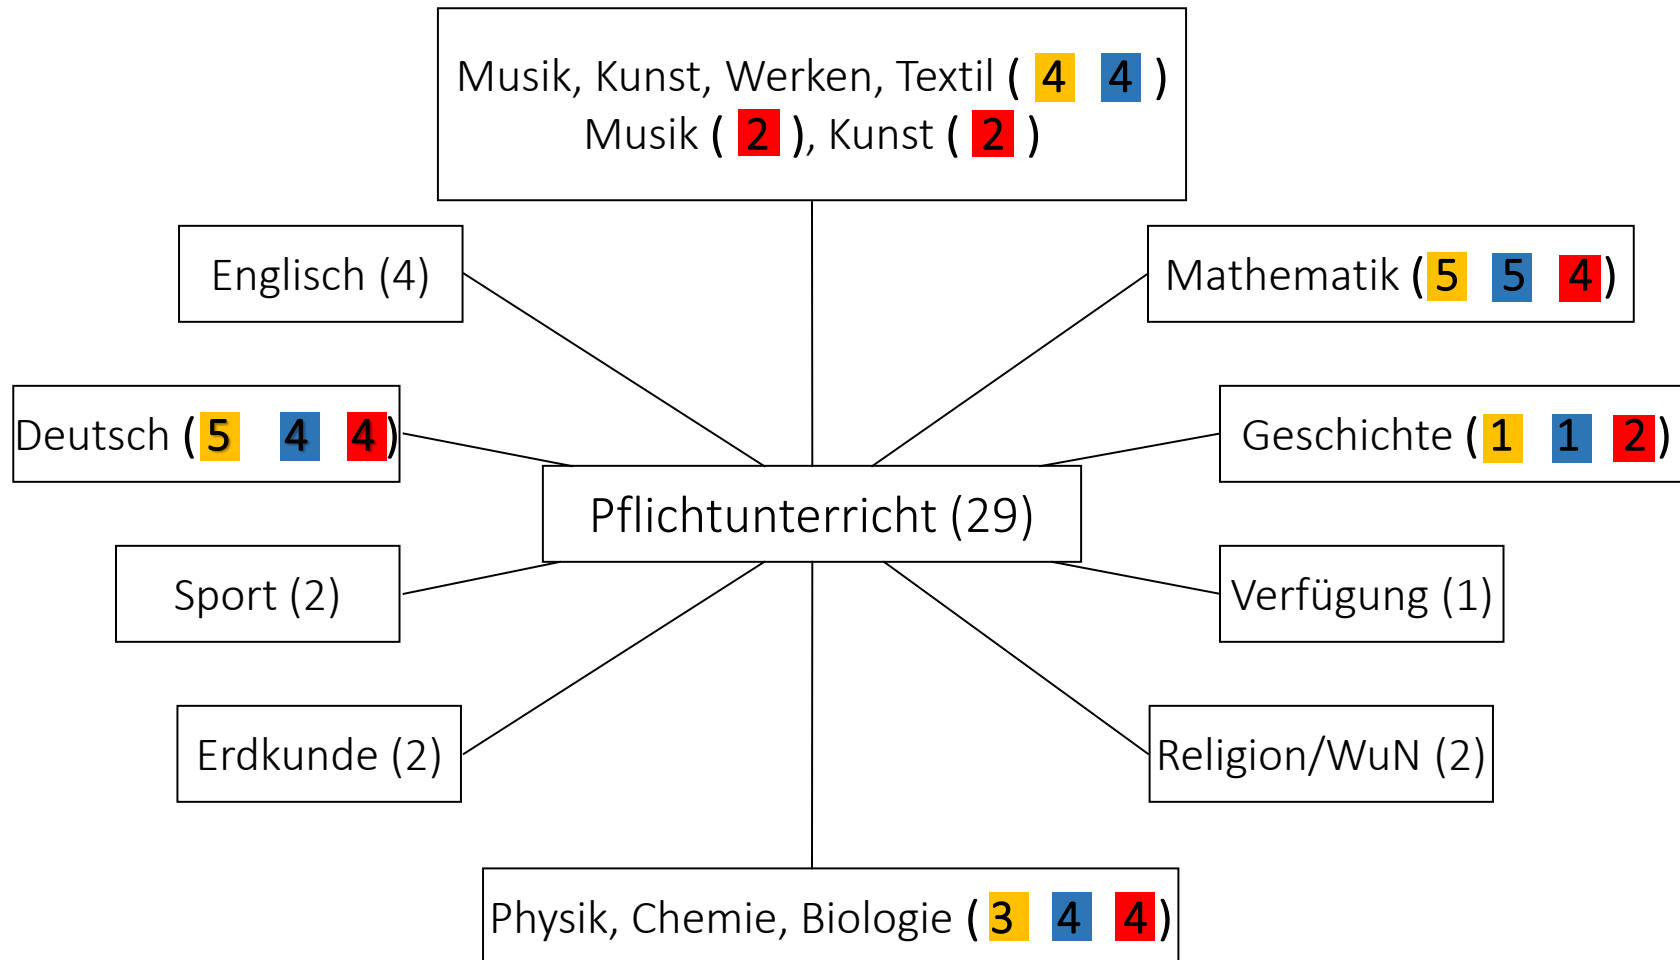 Musik, Kunst, Werken, Textil ( 4 4 )
Musik ( 2 ), Kunst ( 2 )
Englisch (4)
Mathematik ( 5 5 4 )
Deutsch ( 5 4 4 )
Geschichte ( 1 1 2 )
Pflichtunterricht (29)
Sport (2)
Verfügung (1)
Erdkunde (2)
Religion/WuN (2)
Physik, Chemie, Biologie ( 3 4 4 )